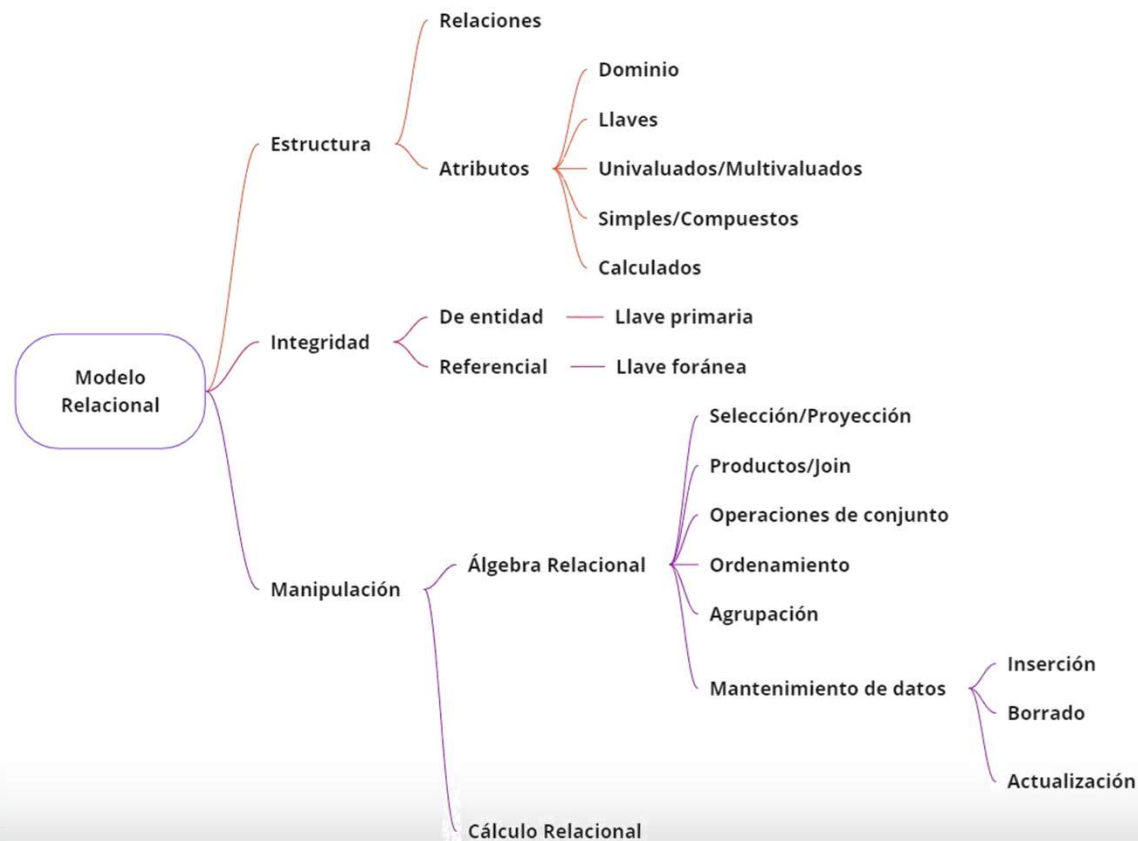 Modelo
Relacional
Estructura
Relaciones
Atributos
Dominio
Llaves
Univaluados/Multivaluados
Simples/Compuestos
Calculados
Integridad
De entidad
Llave primaria
Referencial
Llave foránea
Manipulación
Álgebra Relacional
Selección/Proyección
Productos/Join
Operaciones de conjunto
Ordenamiento
Agrupación
Mantenimiento de datos
Inserción
Borrado
Actualización
Cálculo Relacional